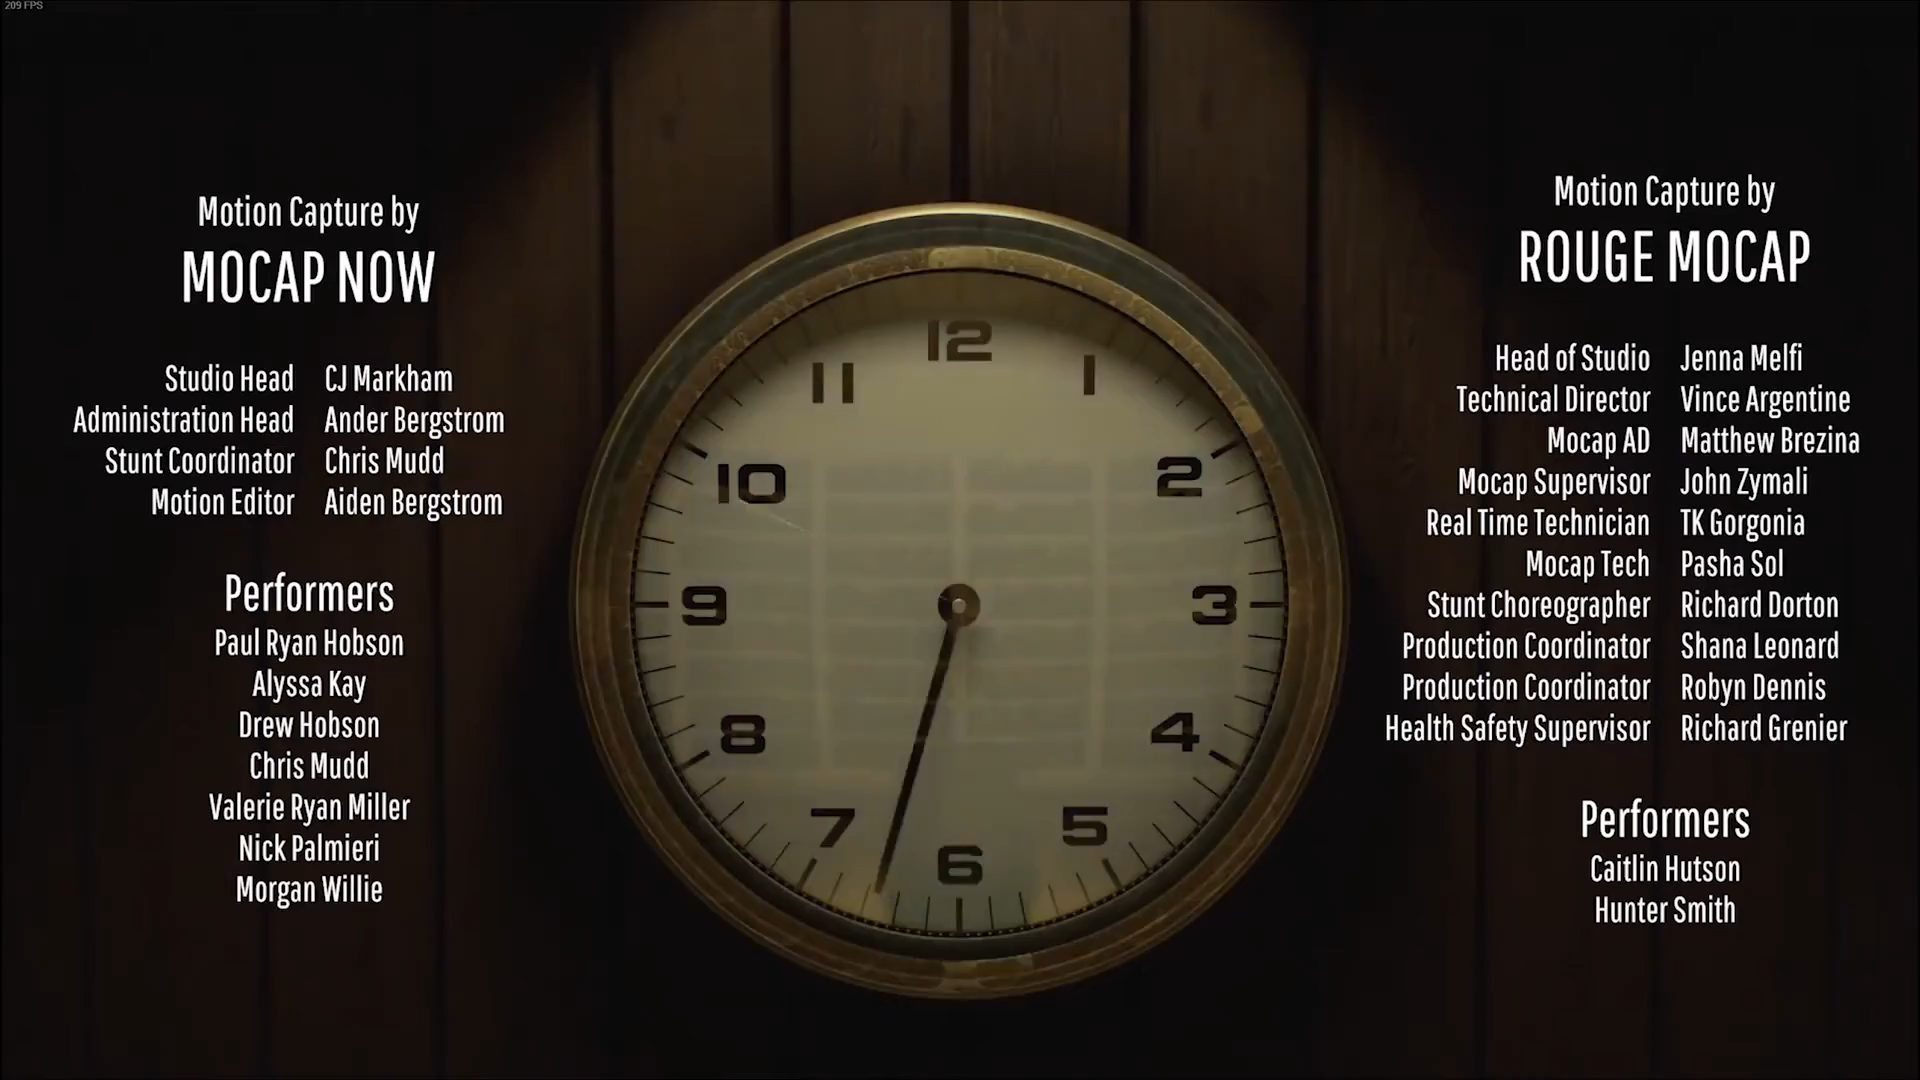 209 FPS
Motion Capture by
MOCAP NOW
Studio Head CJ Markham
Administration Head Ander Bergstrom
Stunt Coordinator Chris Mudd
Motion Editor Aiden Bergstrom
Performers
Paul Ryan Hobson
Alyssa Kay
Drew Hobson
Chris Mudd
Valerie Ryan Miller
Nick Palmieri
Morgan Willie
12
1
2
3
4
5
6
7
8
9
10
11
Motion Capture by
ROUGE MOCAP
Head of Studio Jenna Melfi
Technical Director Vince Argentine
Mocap AD Matthew Brezina
Mocap Supervisor John Zymali
Real Time Technician TK Gorgonia
Mocap Tech Pasha Sol
Stunt Choreographer Richard Dorton
Production Coordinator Shana Leonard
Production Coordinator Robyn Dennis
Health Safety Supervisor Richard Grenier
Performers
Caitlin Hutson
Hunter Smith